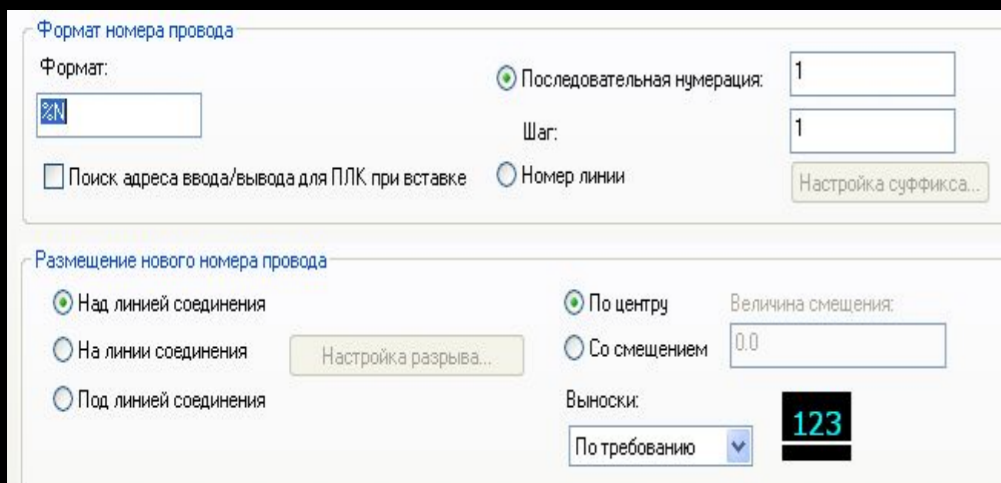 Формат номера провода
Формат:
%N
Поиск адреса ввода/вывода для ПЛК при вставке
Последовательная нумерация:
1
Шаг:
1
Номер линии
Настройка суффикса...
Размещение нового номера провода
Над линией соединения
На линии соединения
Настройка разрыва...
Под линией соединения
По центру
Величина смещения:
Со смещением
0.0
Выноски:
По требованию
123